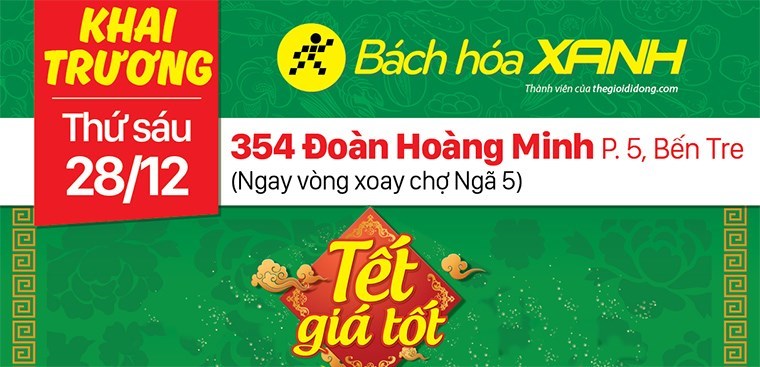 KHAI
TRƯƠNG
Thứ sáu
28/12
Bách hóa XANH
Thành viên của thegioididong.com
354 Đoàn Hoàng Minh P. 5, Bến Tre
(Ngay vòng xoay chợ Ngã 5)
Tết
giá tốt